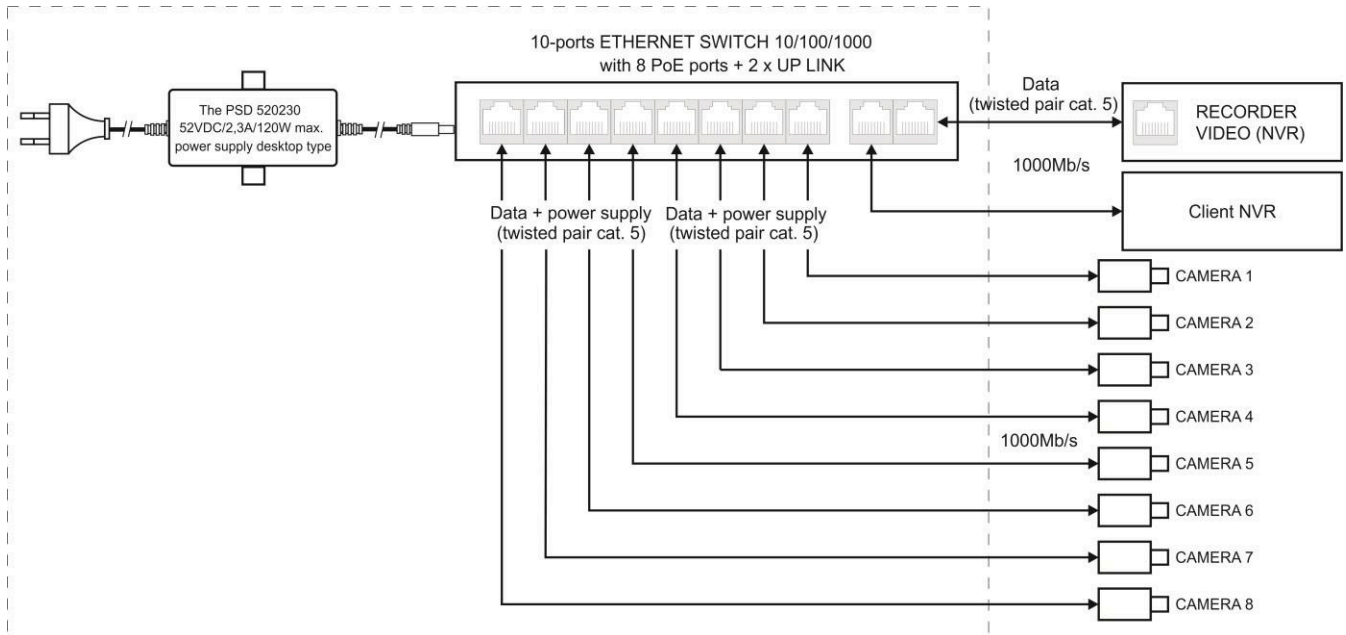 10-ports ETHERNET SWITCH 10/100/1000
with 8 PoE ports + 2 x UP LINK
The PSD 520230
52VDC/2,3A/120W max.
power supply desktop type
Data
(twisted pair cat. 5)
RECORDER
VIDEO (NVR)
1000Mb/s
Client NVR
Data + power supply
(twisted pair cat. 5)
Data + power supply
(twisted pair cat. 5)
CAMERA 1
CAMERA 2
CAMERA 3
CAMERA 4
1000Mb/s
CAMERA 5
CAMERA 6
CAMERA 7
CAMERA 8